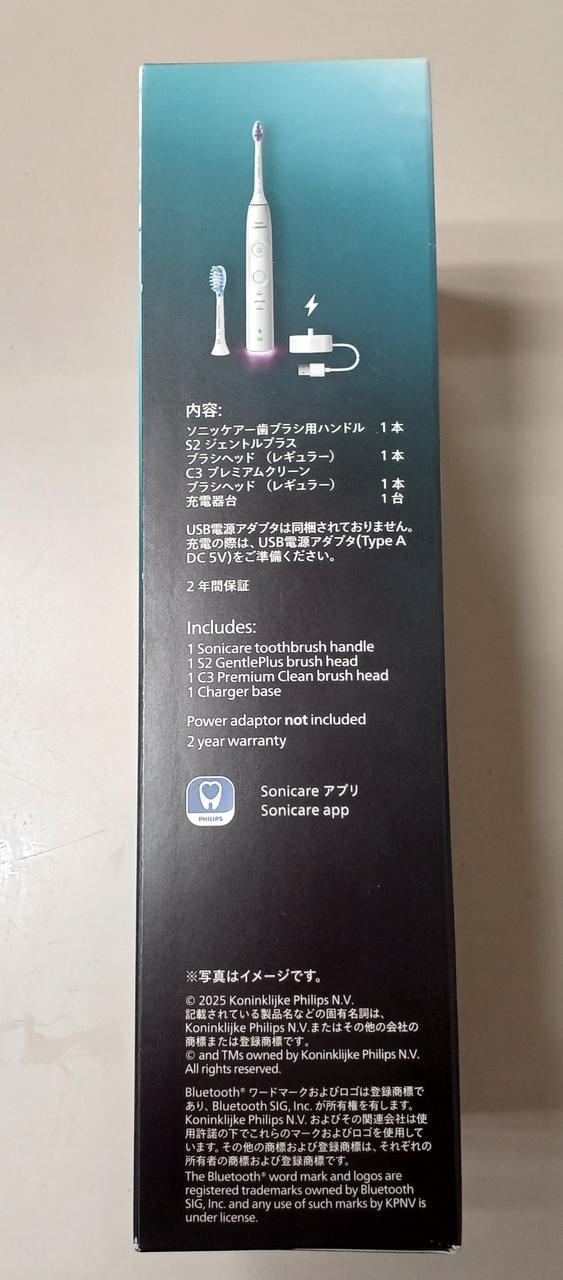 内容:
ソニッケアー歯ブラシ用ハンドル 1本
S2 ジェントルプラス
ブラシヘッド （レギュラー） 1本
C3 プレミアムクリーン
ブラシヘッド （レギュラー） 1本
充電器台 1台
USB電源アダプタは同梱されておりません。
充電の際は、USB電源アダプタ(Type A
DC 5V)をご準備ください。
2 年間保証
Includes:
1 Sonicare toothbrush handle
1 S2 GentlePlus brush head
1 C3 Premium Clean brush head
1 Charger base
Power adaptor not included
2 year warranty
PHILIPS
Sonicare アプリ
Sonicare app
※写真はイメージです。
© 2025 Koninklijke Philips N.V.
記載されている製品名などの固有名詞は、
Koninklijke Philips N.V.またはその他の会社の
商標または登録商標です。
© and TMs owned by Koninklijke Philips N.V.
All rights reserved.
Bluetooth® ワードマークおよびロゴは登録商標で
あり、Bluetooth SIG, Inc. が所有権を有します。
Koninklijke Philips N.V. およびその関連会社は使
用許諾の下でこれらのマークおよびロゴを使用して
います。その他の商標および登録商標は、それぞれの
所有者の商標および登録商標です。
The Bluetooth® word mark and logos are
registered trademarks owned by Bluetooth
SIG, Inc. and any use of such marks by KPNV is
under license.